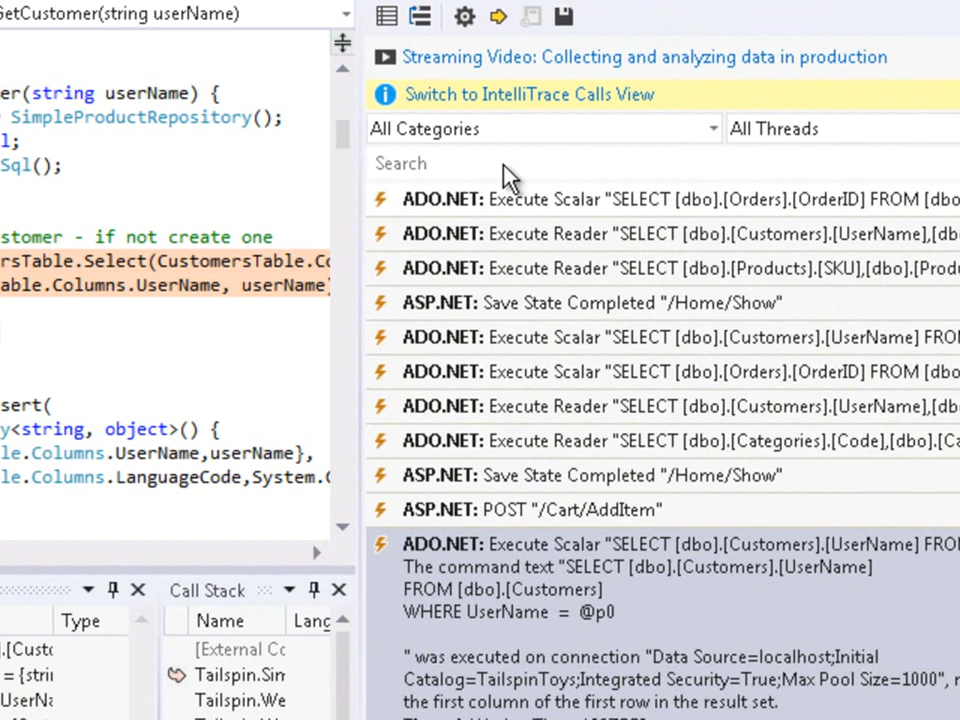 GetCustomer(string userName)
er(string userName) {
SimpleProductRepository();
l;
Sql();
stomer - if not create one
rsTable.Select(CustomersTable.Co
able.Columns.UserName, userName)
sert(
y<string, object>() {
le.Columns.UserName,userName},
le.Columns.LanguageCode,System.G
Type
].[Custo
= {strin
UserNa
Call Stack
Name
Lang
[External Co
Tailspin.Sim
Tailspin.We
Tailspin.We
Streaming Video: Collecting and analyzing data in production
Switch to IntelliTrace Calls View
All Categories
All Threads
Search
ADO.NET: Execute Scalar "SELECT [dbo].[Orders].[OrderID] FROM [dbo
ADO.NET: Execute Reader "SELECT [dbo].[Customers].[UserName],[db
ADO.NET: Execute Reader "SELECT [dbo].[Products].[SKU],[dbo].[Produ
ASP.NET: Save State Completed "/Home/Show"
ADO.NET: Execute Scalar "SELECT [dbo].[Customers].[UserName] FROM
ADO.NET: Execute Scalar "SELECT [dbo].[Orders].[OrderID] FROM [dbo
ADO.NET: Execute Reader "SELECT [dbo].[Customers].[UserName],[db
ADO.NET: Execute Reader "SELECT [dbo].[Categories].[Code],[dbo].[Ca
ASP.NET: Save State Completed "/Home/Show"
ASP.NET: POST "/Cart/AddItem"
ADO.NET: Execute Scalar "SELECT [dbo].[Customers].[UserName] FROM
The command text "SELECT [dbo].[Customers].[UserName]
FROM [dbo].[Customers]
WHERE UserName = @p0
" was executed on connection "Data Source=localhost;Initial
Catalog=TailspinToys;Integrated Security=True;Max Pool Size=1000",
the first column of the first row in the result set.